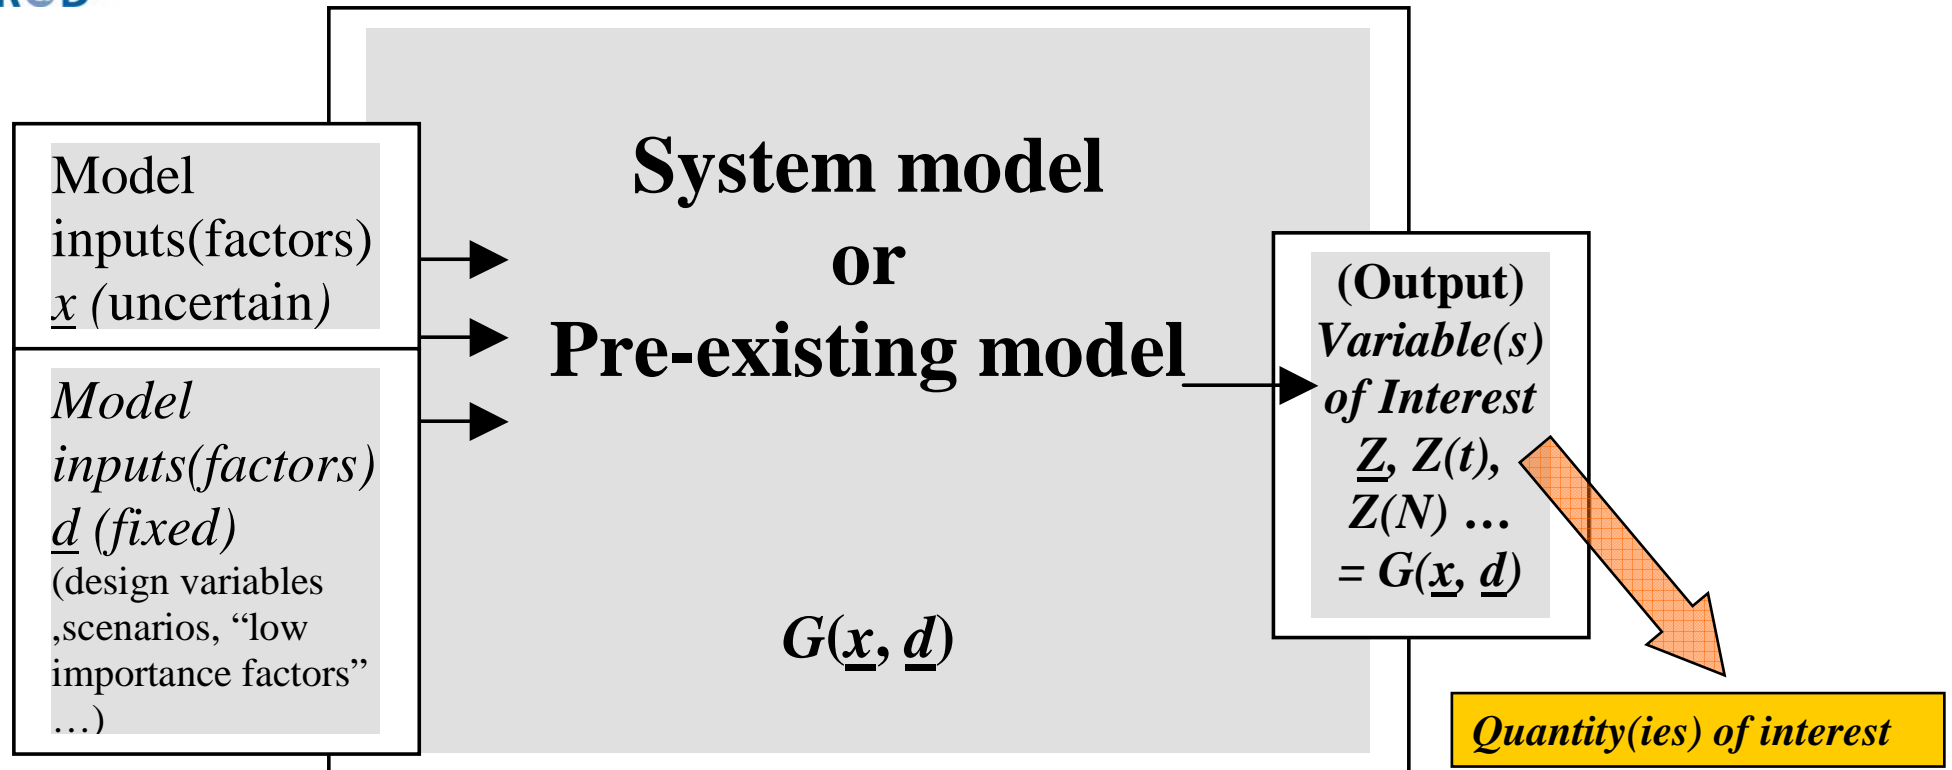 Model
inputs(factors)
x (uncertain)
Model
inputs(factors)
d (fixed)
(design variables
,scenarios, “low
importance factors”
…)
System model
or
Pre-existing model
G(x, d)
(Output)
Variable(s)
of Interest
Z, Z(t),
Z(N) …
= G(x, d)
Quantity(ies) of interest